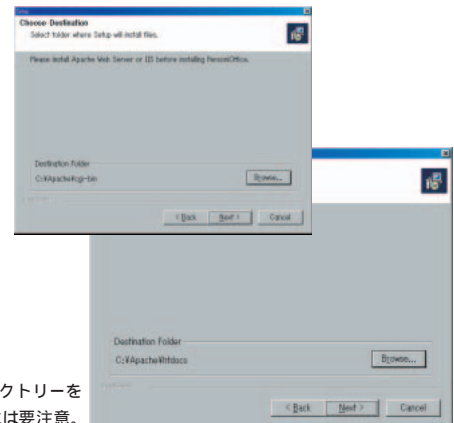 Choose Destination
Select folder where Setup will install files.
Please install Apache Web Server or IIS before installing PersonOffice.
Destination Folder
C:¥Apache¥cgi-bin
Browse...
< Back Next > Cancel
Destination Folder
C:¥Apache¥htdocs
Browse...
< Back Next > Cancel
クトリーを
は要注意。